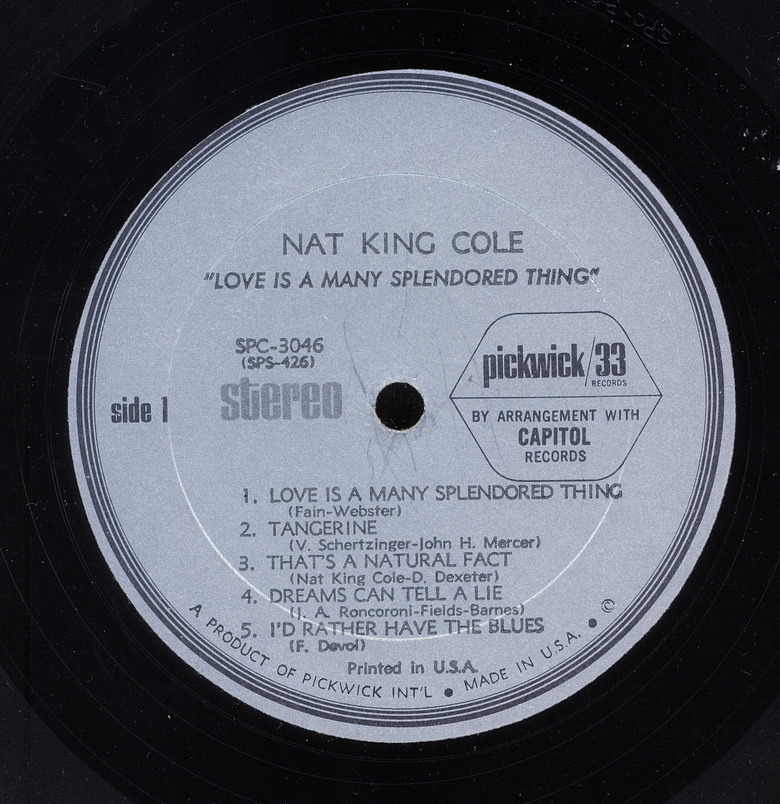 NAT KING COLE
"LOVE IS A MANY SPLENDORED THING"
SPC-3046
(SPS-426)
stereo
side 1
pickwick/33
RECORDS
BY ARRANGEMENT WITH
CAPITOL
RECORDS
1. LOVE IS A MANY SPLENDORED THING
(Fain-Webster)
2. TANGERINE
(V. Schertzinger-John H. Mercer)
3. THAT'S A NATURAL FACT
(Nat King Cole-D. Dexeter)
4. DREAMS CAN TELL A LIE
(J. A. Roncoroni-Fields-Barnes)
5. I'D RATHER HAVE THE BLUES
(F. Devol)
Printed in U.S.A.
A PRODUCT OF PICKWICK INT'L ● MADE IN U.S.A. ● ©